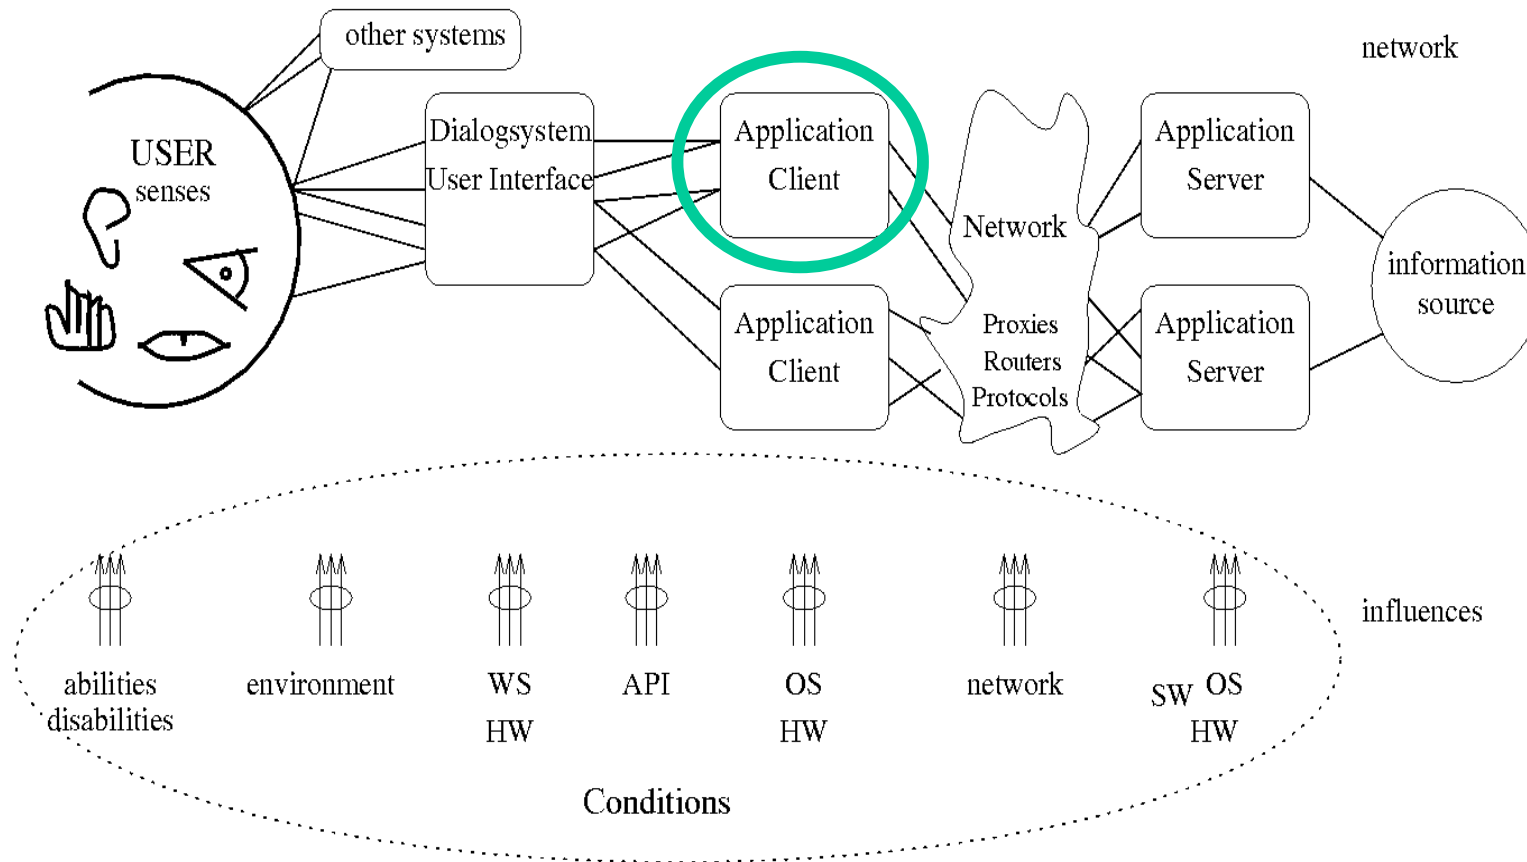 other systems
network
USER
senses
Dialogsystem
User Interface
Application
Client
Application
Client
Network
Proxies
Routers
Protocols
Application
Server
Application
Server
information
source
influences
abilities
disabilities
environment
WS
HW
API
OS
HW
network
SW OS
HW
Conditions